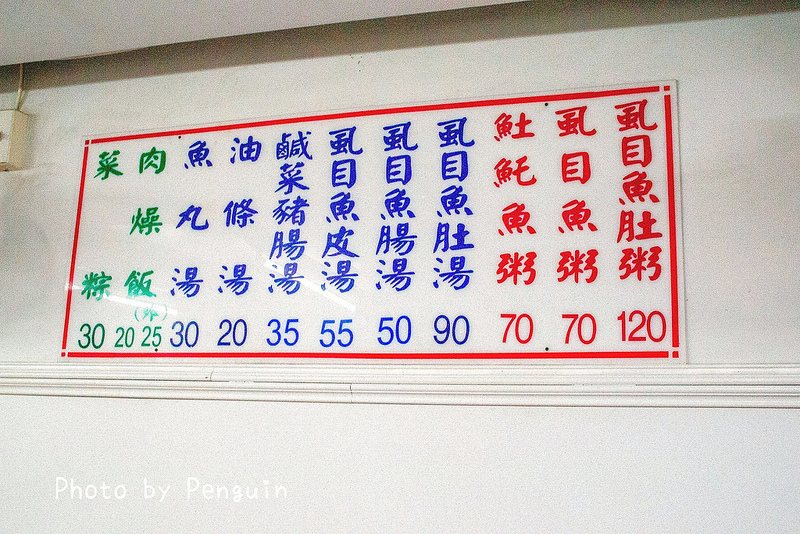 虱目魚肚粥 120
虱目魚粥 70
𩵚魠魚粥 70
虱目魚肚湯 90
虱目魚腸湯 50
虱目魚皮湯 55
鹹菜豬腸湯 35
油條湯 20
魚丸湯 30
肉燥飯 20 25
菜粽 30
Photo by Penguin